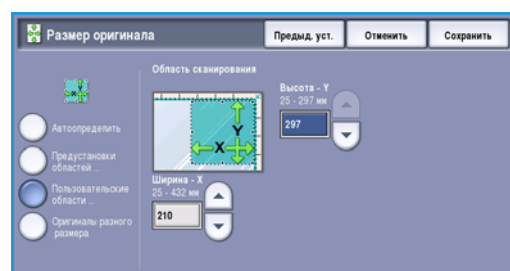 Размер оригинала
Предыд. уст.
Отменить
Сохранить
Область сканирования
Автоопределить
Предустановки
областей ...
Пользовательские
области ...
Оригиналы разного
размера
Y
X
Высота - Y
25 - 297 мм
297
Ширина - X
25 - 432 мм
210